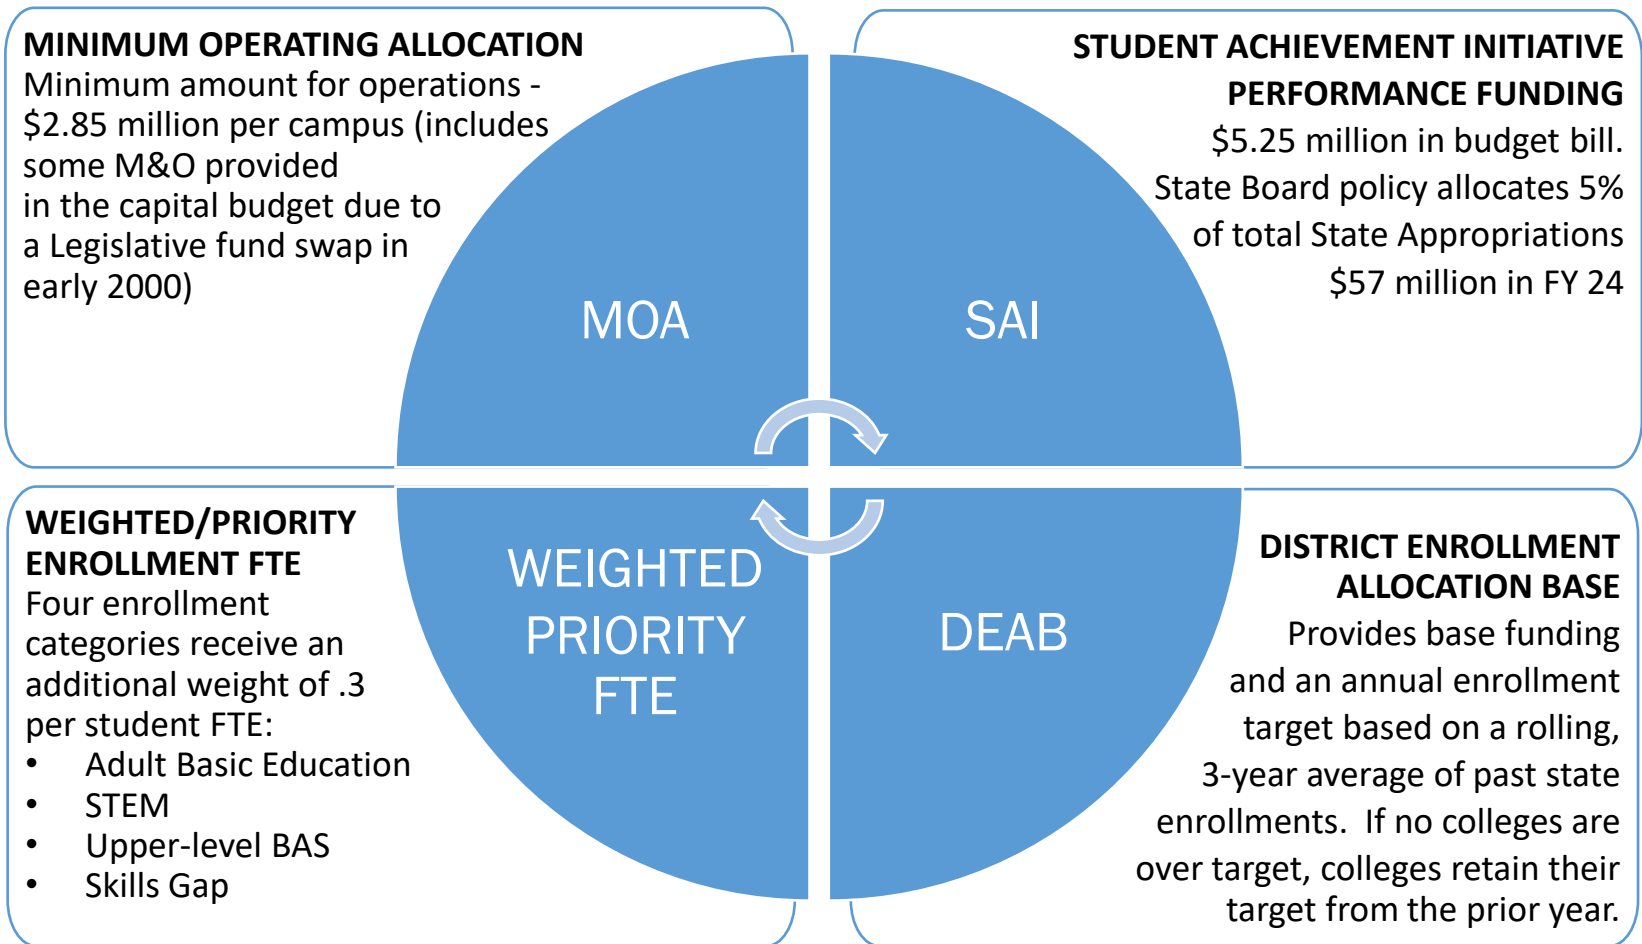 MINIMUM OPERATING ALLOCATION
Minimum amount for operations -
$2.85 million per campus (includes
some M&O provided
in the capital budget due to
a Legislative fund swap in
early 2000)
MOA
STUDENT ACHIEVEMENT INITIATIVE
PERFORMANCE FUNDING
$5.25 million in budget bill.
State Board policy allocates 5%
of total State Appropriations
$57 million in FY 24
SAI
WEIGHTED/PRIORITY
ENROLLMENT FTE
Four enrollment
categories receive an
additional weight of .3
per student FTE:
• Adult Basic Education
• STEM
• Upper-level BAS
• Skills Gap
WEIGHTED
PRIORITY
FTE
DEAB
DISTRICT ENROLLMENT
ALLOCATION BASE
Provides base funding
and an annual enrollment
target based on a rolling,
3-year average of past state
enrollments.  If no colleges are
over target, colleges retain their
target from the prior year.